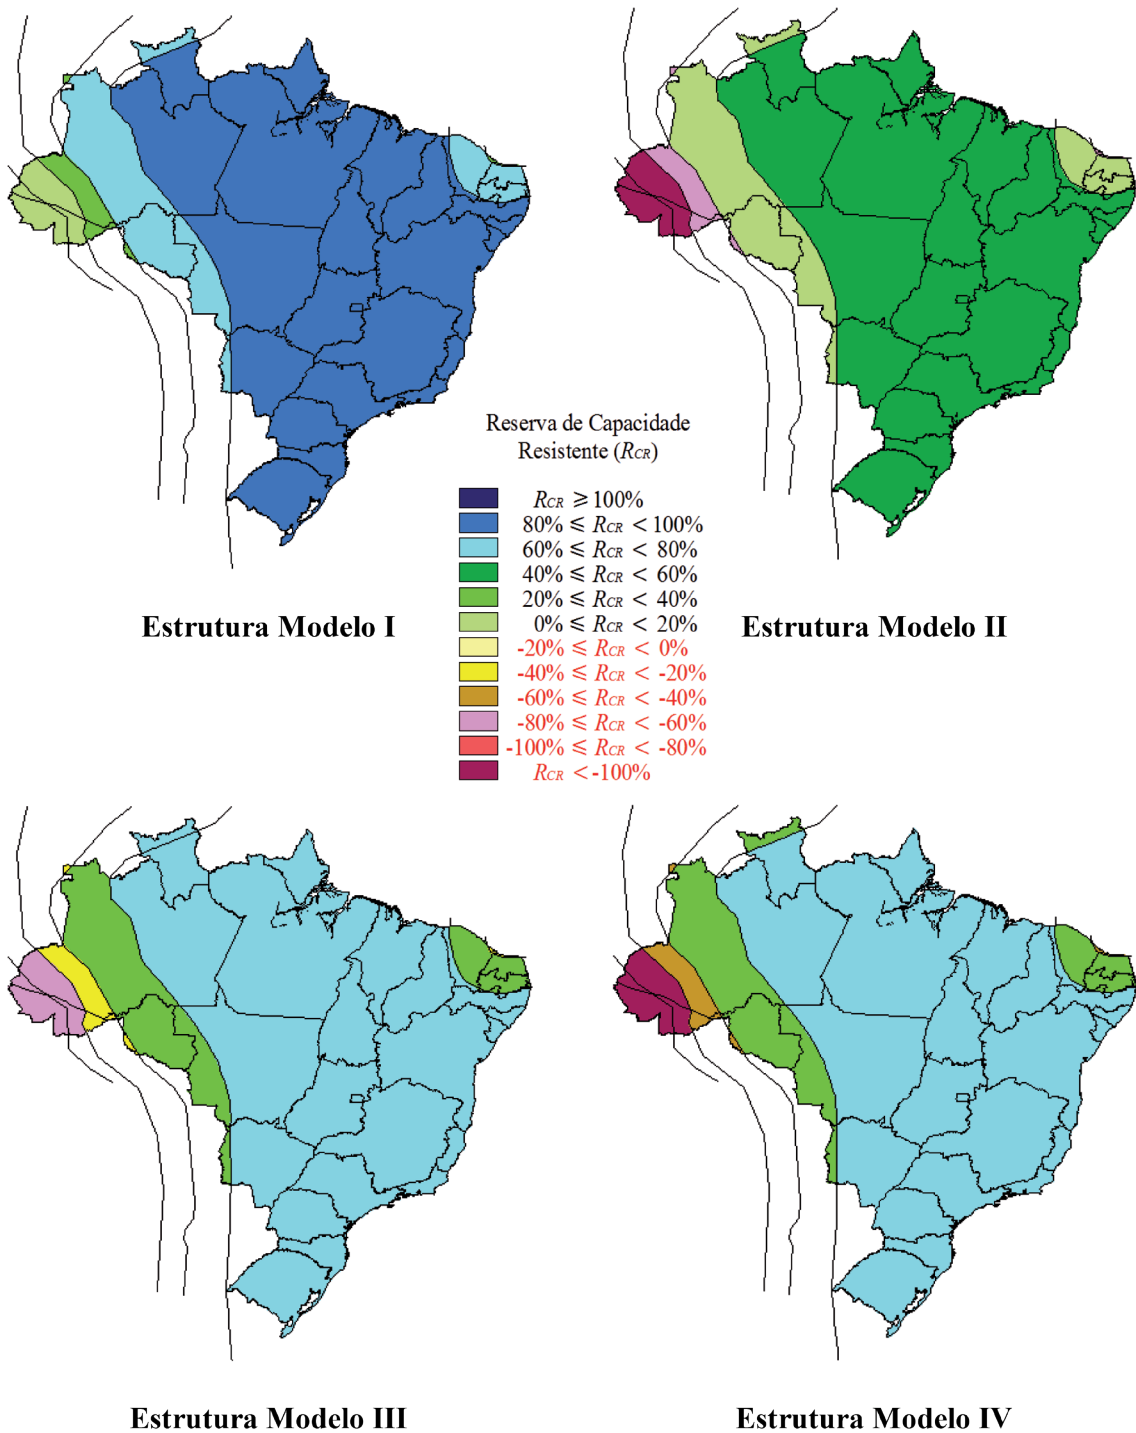 Reserva de Capacidade
Resistente (RCR)
RCR ⩾ 100%
80% ⩽ RCR < 100%
60% ⩽ RCR < 80%
40% ⩽ RCR < 60%
20% ⩽ RCR < 40%
0% ⩽ RCR < 20%
-20% ⩽ RCR < 0%
-40% ⩽ RCR < -20%
-60% ⩽ RCR < -40%
-80% ⩽ RCR < -60%
-100% ⩽ RCR < -80%
RCR < -100%
Estrutura Modelo I
Estrutura Modelo II
Estrutura Modelo III
Estrutura Modelo IV